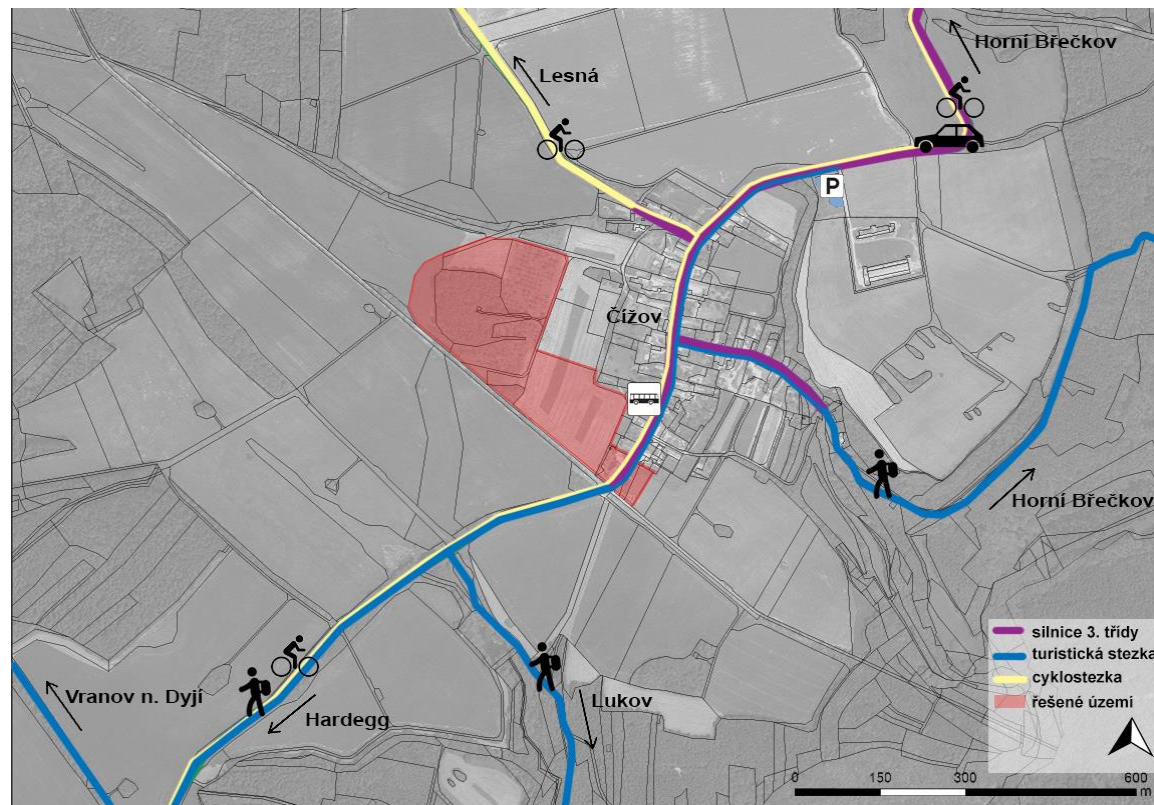 Horní Břečkov
Lesná
P
Čížov
Horní Břečkov
Vranov n. Dyjí
Hardegg
Lukov
silnice 3. třídy
turistická stezka
cyklostezka
řešené území
0 150 300 600
m